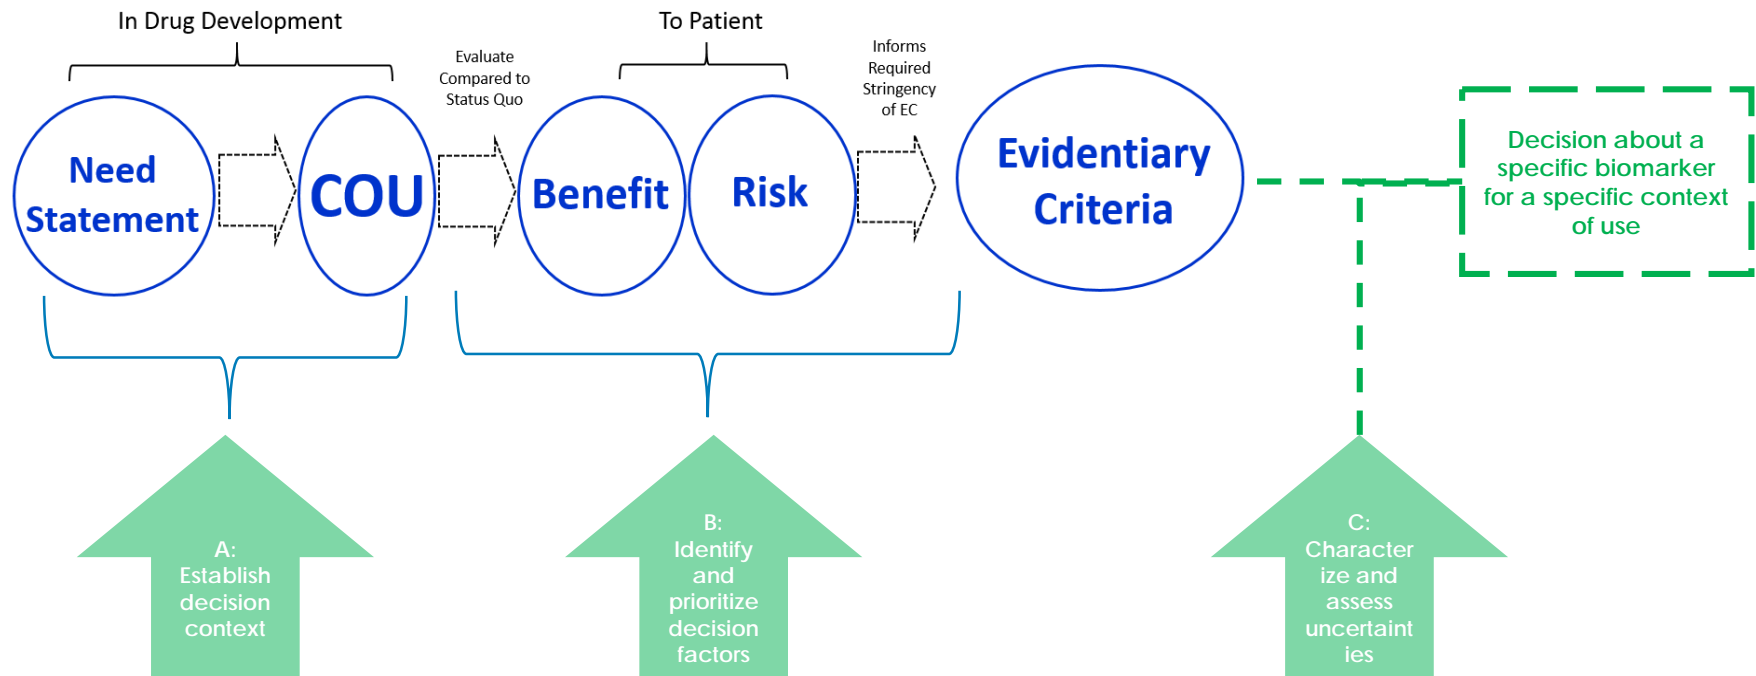 In Drug Development
To Patient
Evaluate
Compared to
Status Quo
Informs
Required
Stringency
of EC
Need
Statement
COU
Benefit
Risk
Evidentiary
Criteria
Decision about a
specific biomarker
for a specific context
of use
A:
Establish
decision
context
B:
Identify
and
prioritize
decision
factors
C:
Character
ize and
assess
uncertaint
ies